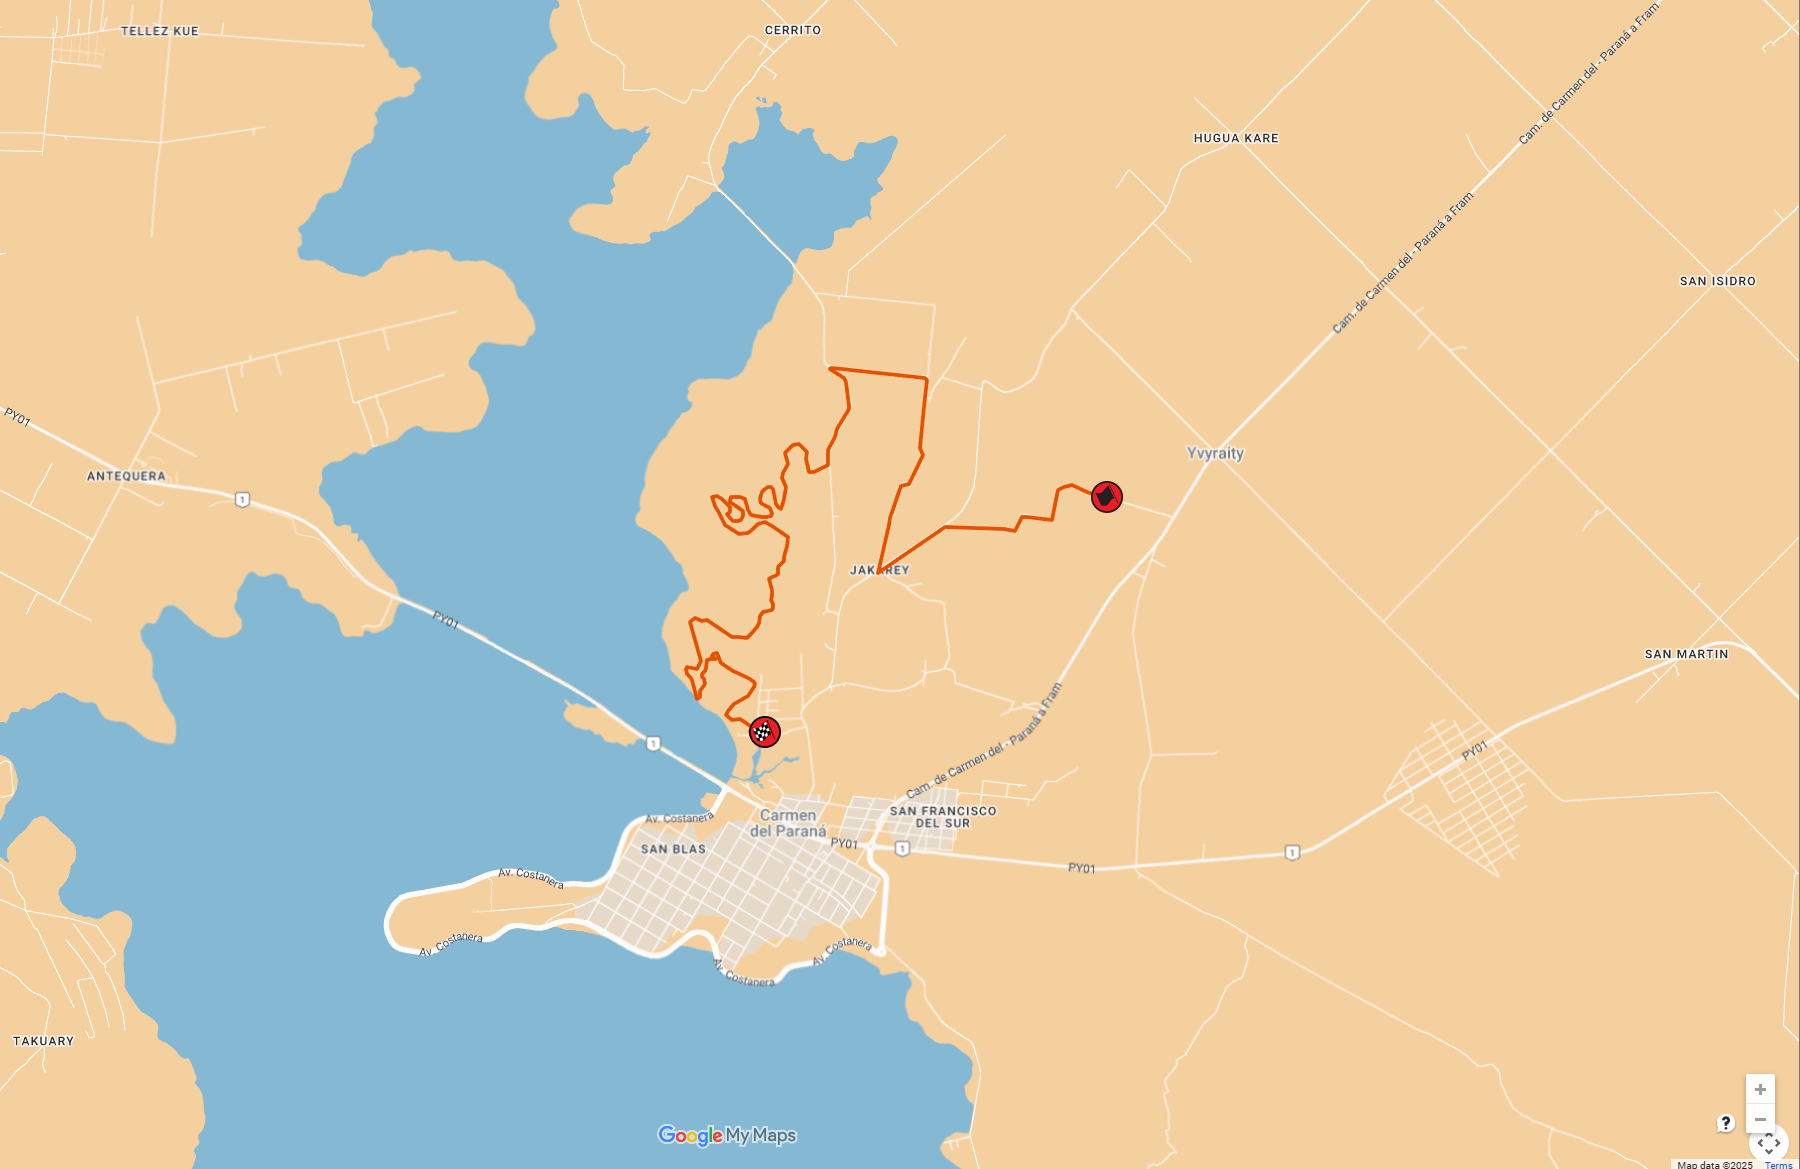 TELLEZ KUE
CERRITO
Cam. de Carmen del - Paraná a Fram
HUGUA KARE
Cam. de Carmen del - Paraná a Fram
SAN ISIDRO
PY01
Yvyraity
ANTEQUERA
1
JAKAREY
PY01
SAN MARTIN
Cam. de Carmen del - Paraná a Fram
1
PY01
Av. Costanera
Carmen
del Paraná
SAN FRANCISCO
DEL SUR
SAN BLAS
PY01
1
PY01
1
Av. Costanera
Av. Costanera
Av. Costanera
Av. Costanera
TAKUARY
+
?
−
Google My Maps
Map data ©2025 Terms